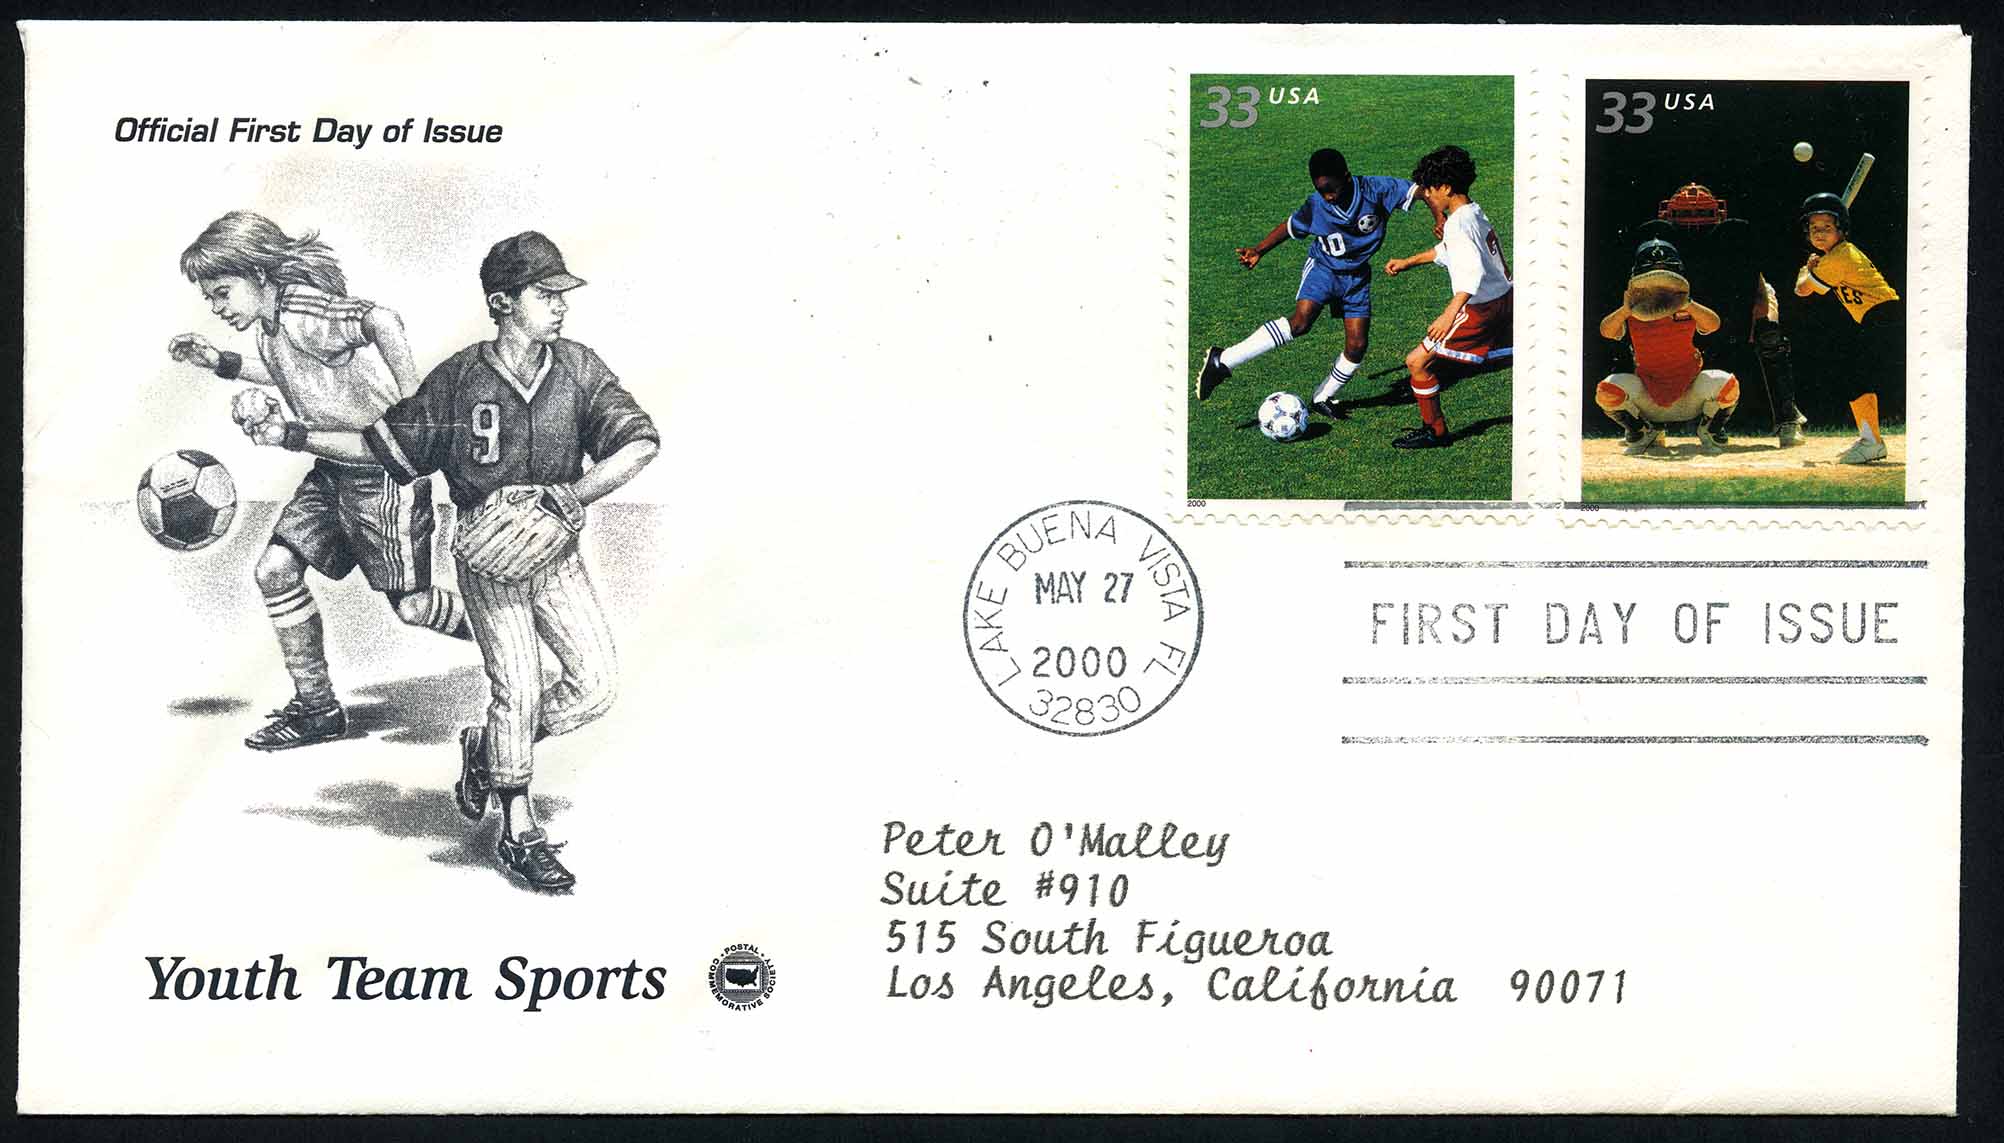 Official First Day of Issue
33 USA
33 USA
10
ES
9
2000
2000
LAKE BUENA VISTA FL
MAY 27
2000
32830
FIRST DAY OF ISSUE
Peter O'Malley
Suite #910
515 South Figueroa
Los Angeles, California 90071
Youth Team Sports
POSTAL COMMEMORATIVE SOCIETY